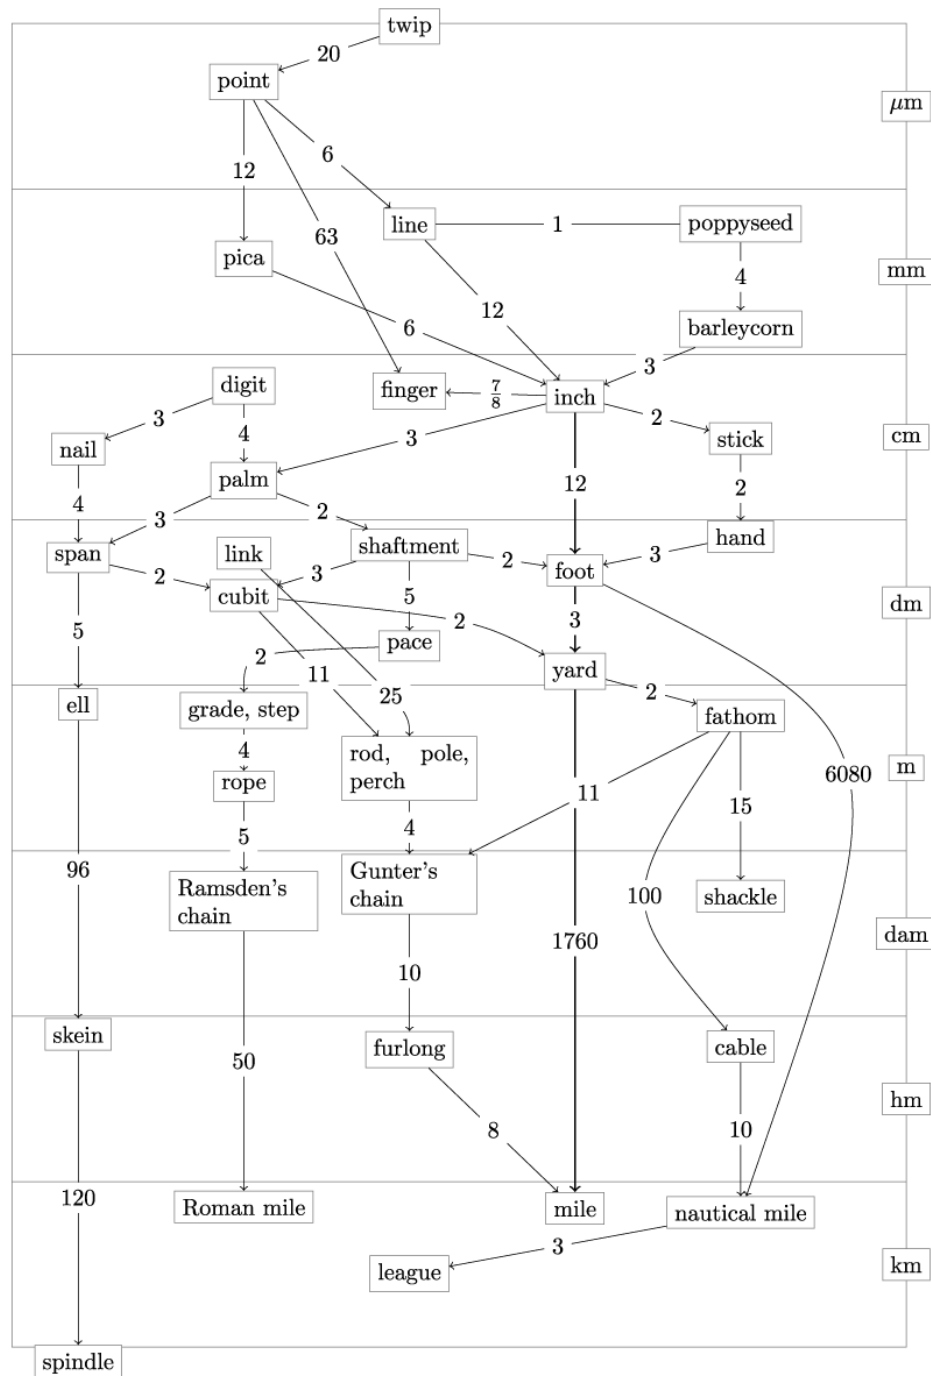 twip
20
point
μm
6
12
line
1
poppyseed
63
pica
mm
4
12
6
barleycorn
3
digit
finger
7/8
inch
3
2
4
3
stick
cm
nail
palm
12
2
4
3
2
hand
span
link
shaftment
2
3
foot
2
3
cubit
5
dm
3
2
5
pace
2
yard
11
25
2
ell
grade, step
fathom
4
rod, pole,
perch
m
6080
rope
11
15
4
5
96
Gunter's
chain
Ramsden's
chain
100
shackle
dam
1760
10
skein
furlong
cable
50
hm
8
10
120
Roman mile
mile
nautical mile
3
league
km
spindle